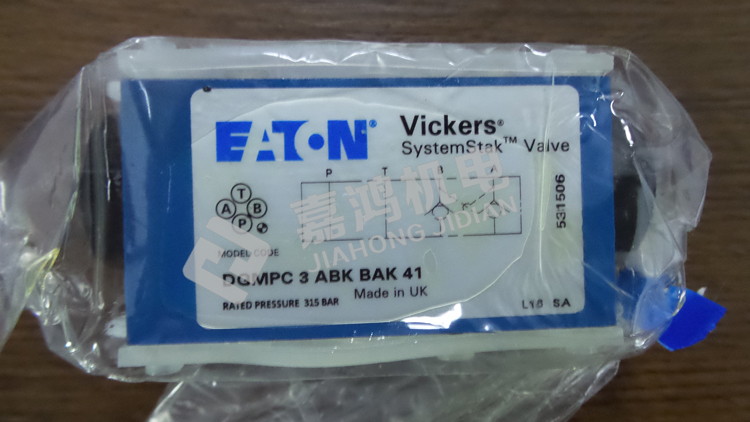 EATON® Vickers®
SystemStak™ Valve
P T B A
T
A B
P
531506
MODEL CODE
DGMPC 3 ABK BAK 41
Made in UK
RATED PRESSURE 315 BAR
SA
嘉鸿机电
JIAHONG JIDIAN